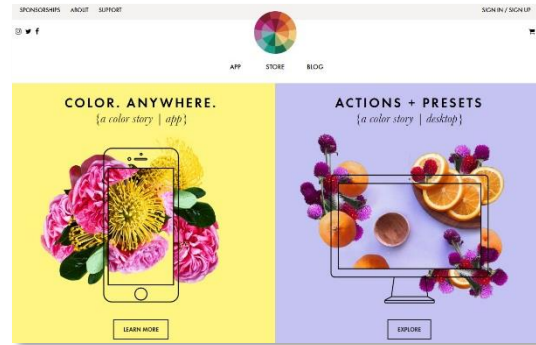 SPONSORSHIPS ABOUT SUPPORT
SIGN IN / SIGN UP
APP STORE BLOG
COLOR. ANYWHERE.
{a color story | app}
LEARN MORE
ACTIONS + PRESETS
{a color story | desktop}
EXPLORE